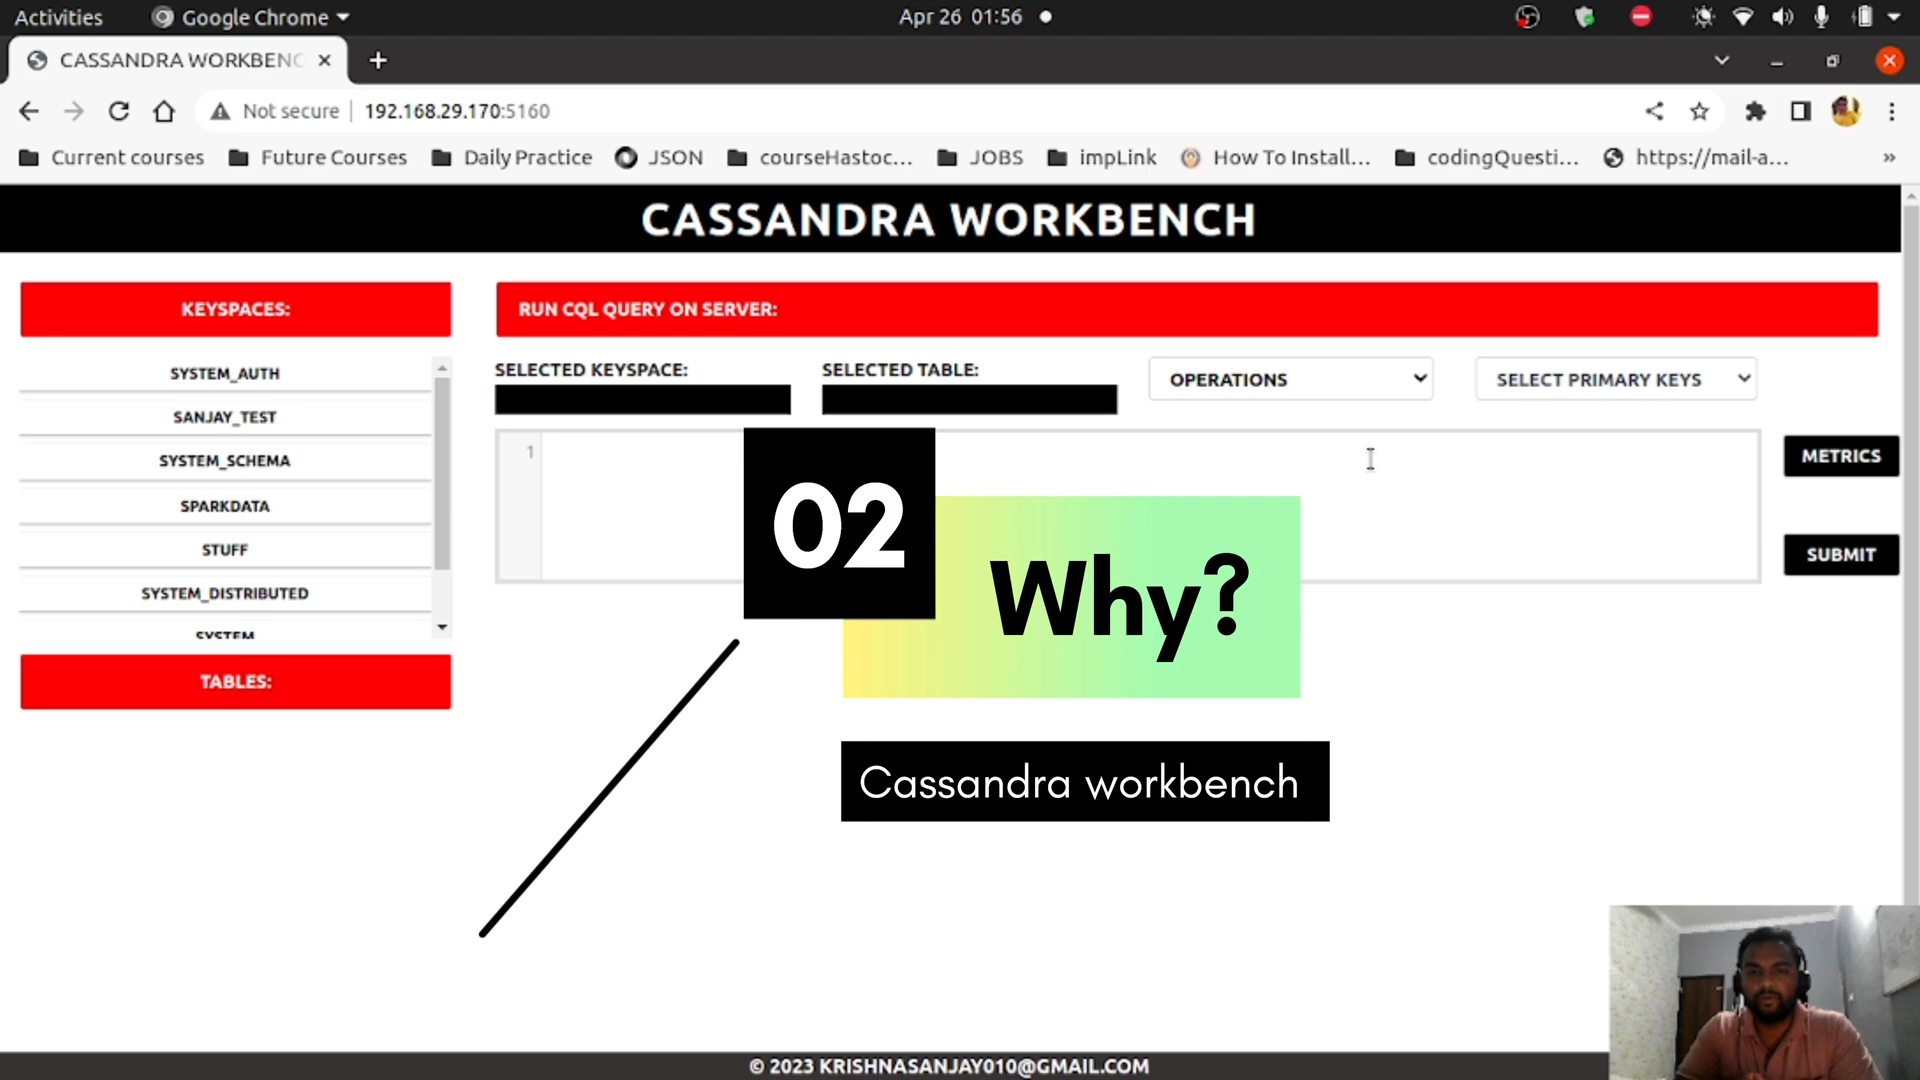 Activities
Google Chrome
Apr 26 01:56
CASSANDRA WORKBENC
Not secure
192.168.29.170:5160
Current courses
Future Courses
Daily Practice
JSON
courseHastoc...
JOBS
impLink
How To Install...
codingQuesti...
https://mail-a...
»
CASSANDRA WORKBENCH
KEYSPACES:
RUN CQL QUERY ON SERVER:
SYSTEM_AUTH
SANJAY_TEST
SYSTEM_SCHEMA
SPARKDATA
STUFF
SYSTEM_DISTRIBUTED
SYSTEM
TABLES:
SELECTED KEYSPACE:
SELECTED TABLE:
OPERATIONS
SELECT PRIMARY KEYS
1
METRICS
SUBMIT
02
Why?
Cassandra workbench
© 2023 KRISHNASANJAY010@GMAIL.COM